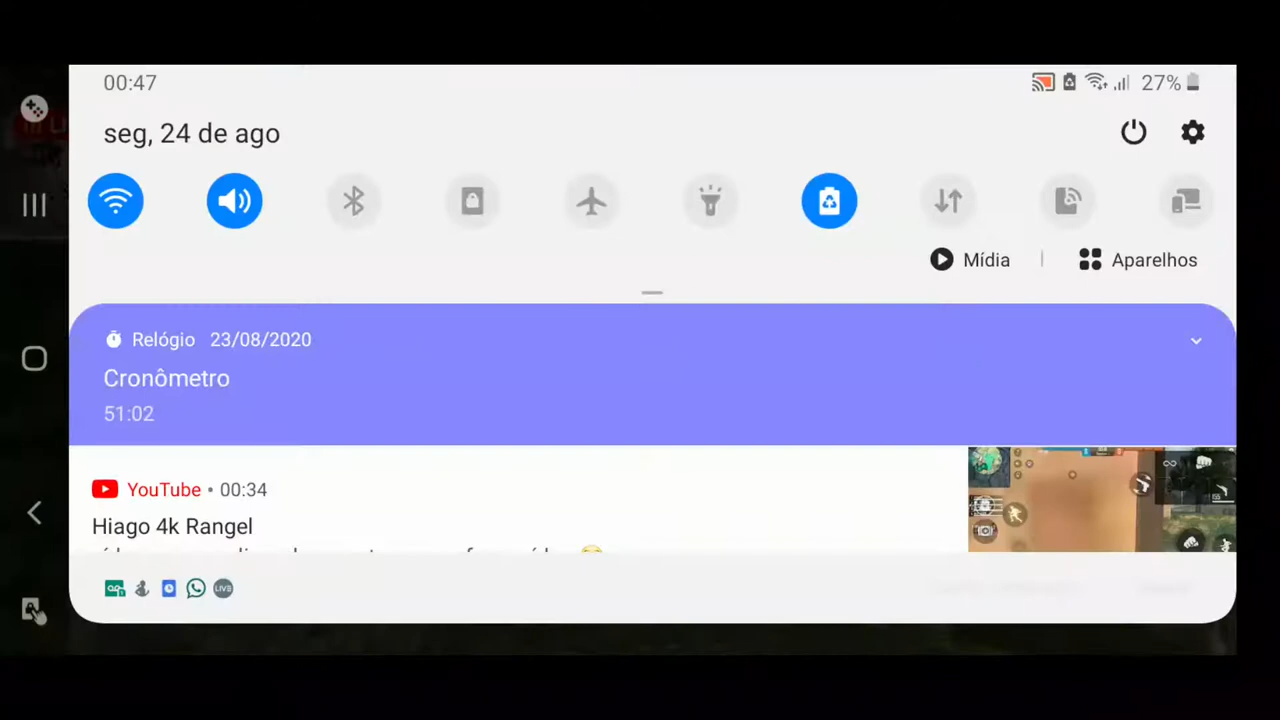 00:47
27%
seg, 24 de ago
Mídia
Aparelhos
Relógio 23/08/2020
Cronômetro
51:02
YouTube • 00:34
Hiago 4k Rangel
LIVE